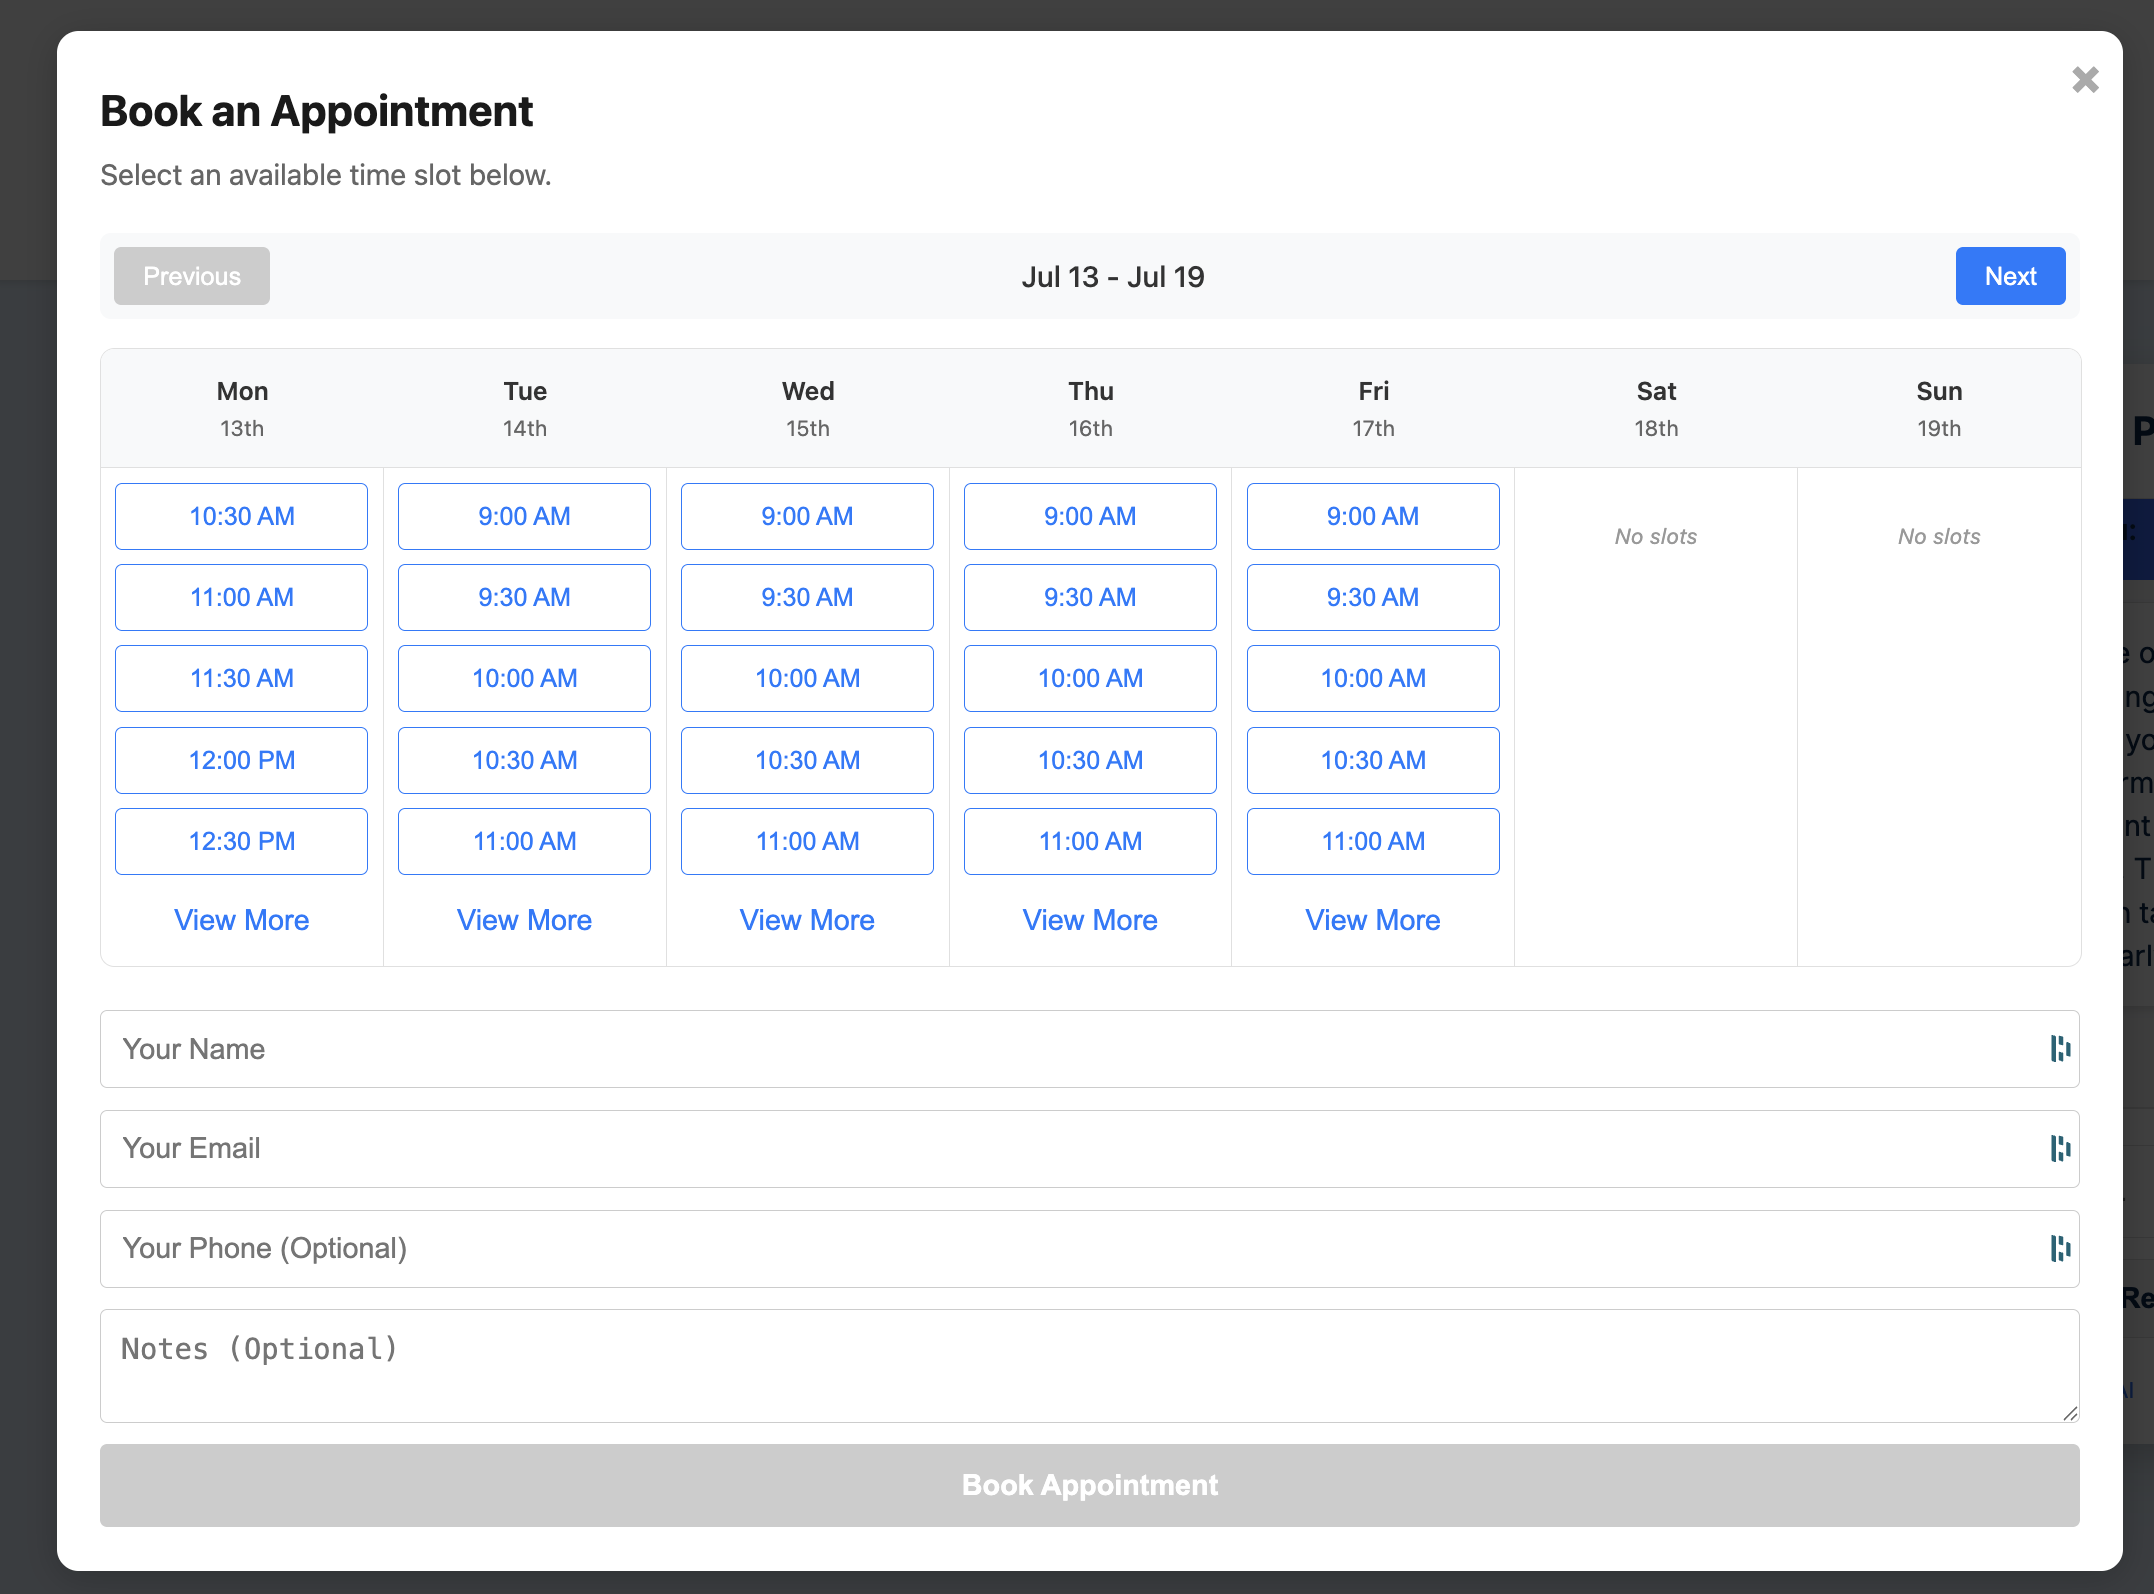 Book an Appointment
Select an available time slot below.
Previous
Jul 13 - Jul 19
Next
Mon Tue Wed Thu Fri Sat Sun
13th 14th 15th 16th 17th 18th 19th
10:30 AM 9:00 AM 9:00 AM 9:00 AM 9:00 AM No slots No slots
11:00 AM 9:30 AM 9:30 AM 9:30 AM 9:30 AM
11:30 AM 10:00 AM 10:00 AM 10:00 AM 10:00 AM
12:00 PM 10:30 AM 10:30 AM 10:30 AM 10:30 AM
12:30 PM 11:00 AM 11:00 AM 11:00 AM 11:00 AM
View More View More View More View More View More
Your Name
Your Email
Your Phone (Optional)
Notes (Optional)
Book Appointment